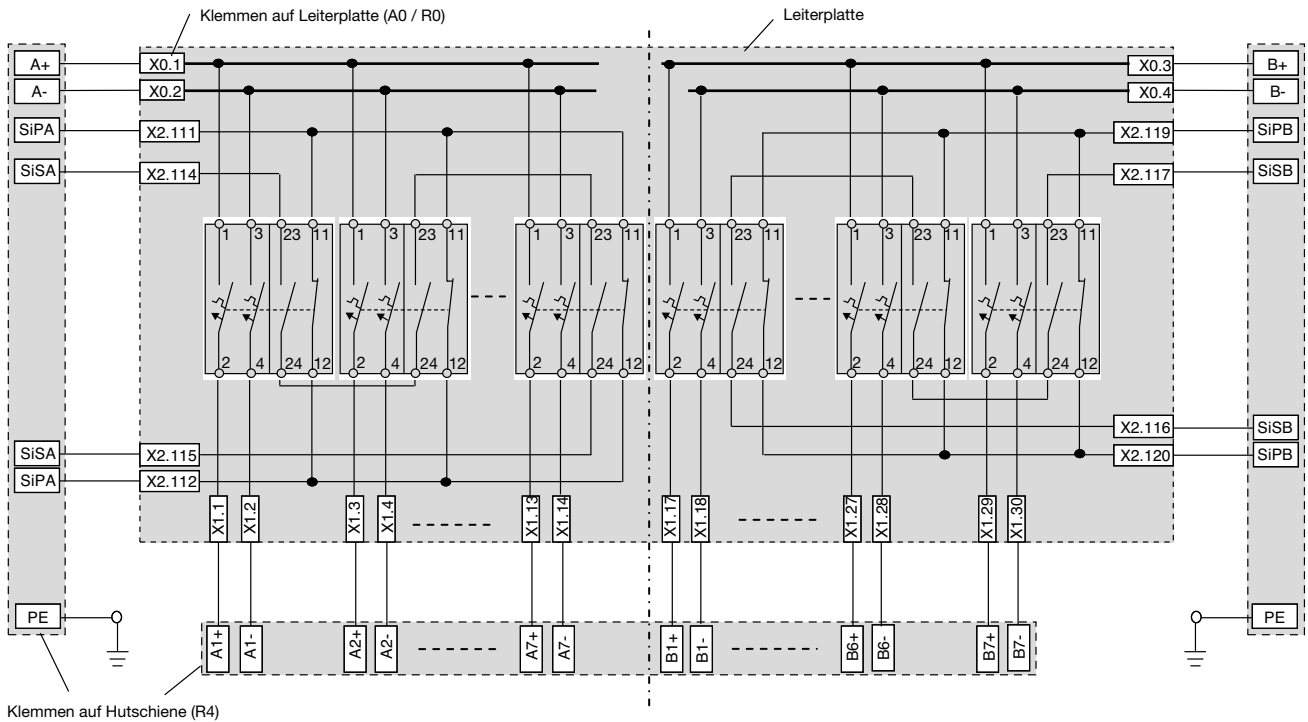 Klemmen auf Leiterplatte (A0 / R0)
Leiterplatte
A+ X0.1 X0.3 B+
A- X0.2 X0.4 B-
SiPA X2.111 X2.119 SiPB
SiSA X2.114 X2.117 SiSB
1 3 23 11 1 3 23 11 1 3 23 11 1 3 23 11 1 3 23 11 1 3 23 11
2 4 24 12 2 4 24 12 2 4 24 12 2 4 24 12 2 4 24 12 2 4 24 12
X2.116 SiSB
SiSA X2.115 X2.120 SiPB
SiPA X2.112
X1.1 X1.2 X1.3 X1.4 X1.13 X1.14 X1.17 X1.18 X1.27 X1.28 X1.29 X1.30
PE PE
A1+ A1- A2+ A2- A7+ A7- B1+ B1- B6+ B6- B7+ B7-
Klemmen auf Hutschiene (R4)